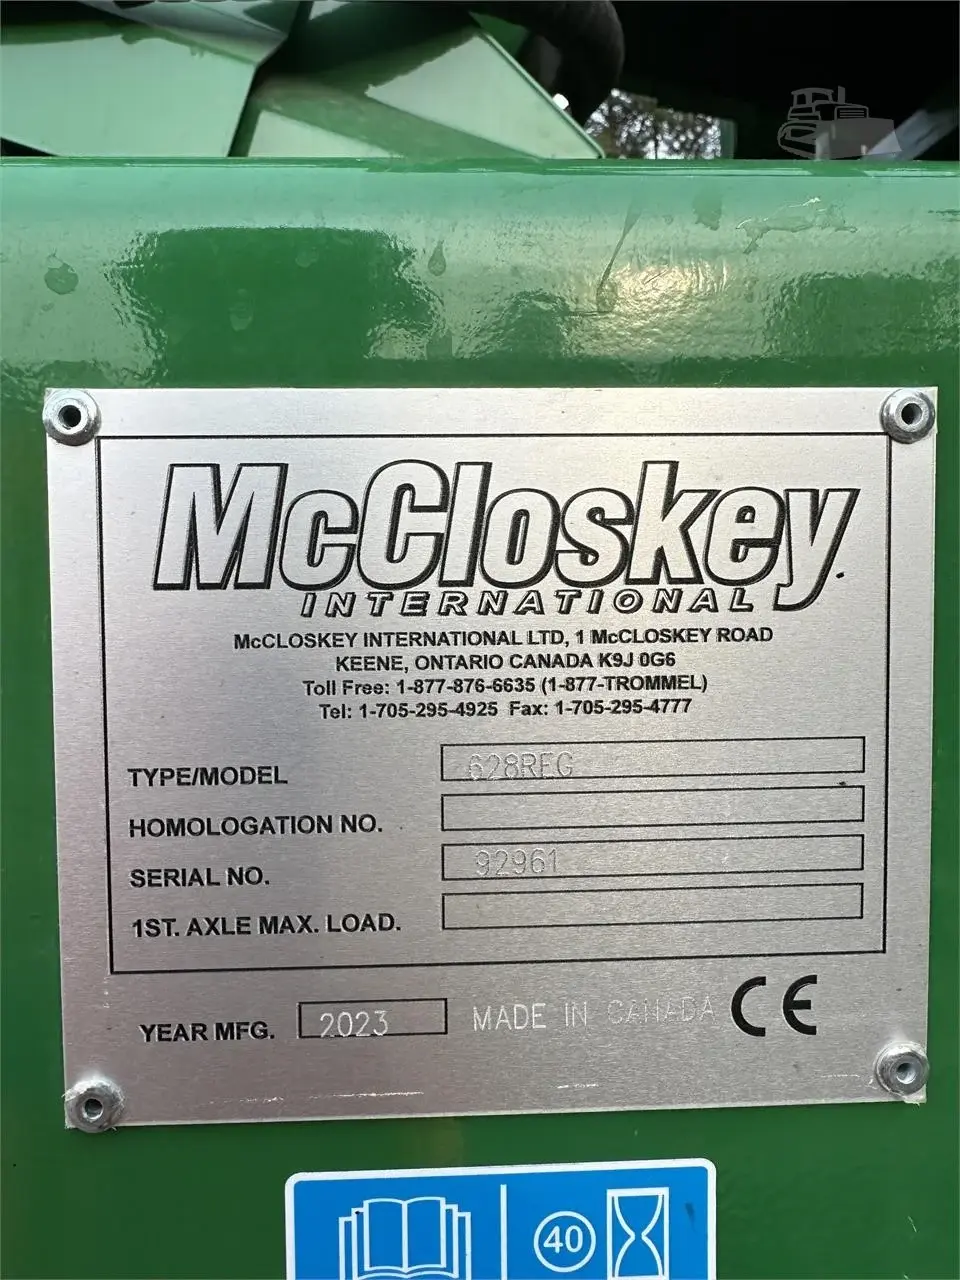 McCloskey
INTERNATIONAL
McCLOSKEY INTERNATIONAL LTD, 1 McCLOSKEY ROAD
KEENE, ONTARIO CANADA K9J 0G6
Toll Free: 1-877-876-6635 (1-877-TROMMEL)
Tel: 1-705-295-4925 Fax: 1-705-295-4777
TYPE/MODEL 628REG
HOMOLOGATION NO.
SERIAL NO. 92961
1ST. AXLE MAX. LOAD.
YEAR MFG. 2023 MADE IN CANADA CE
40